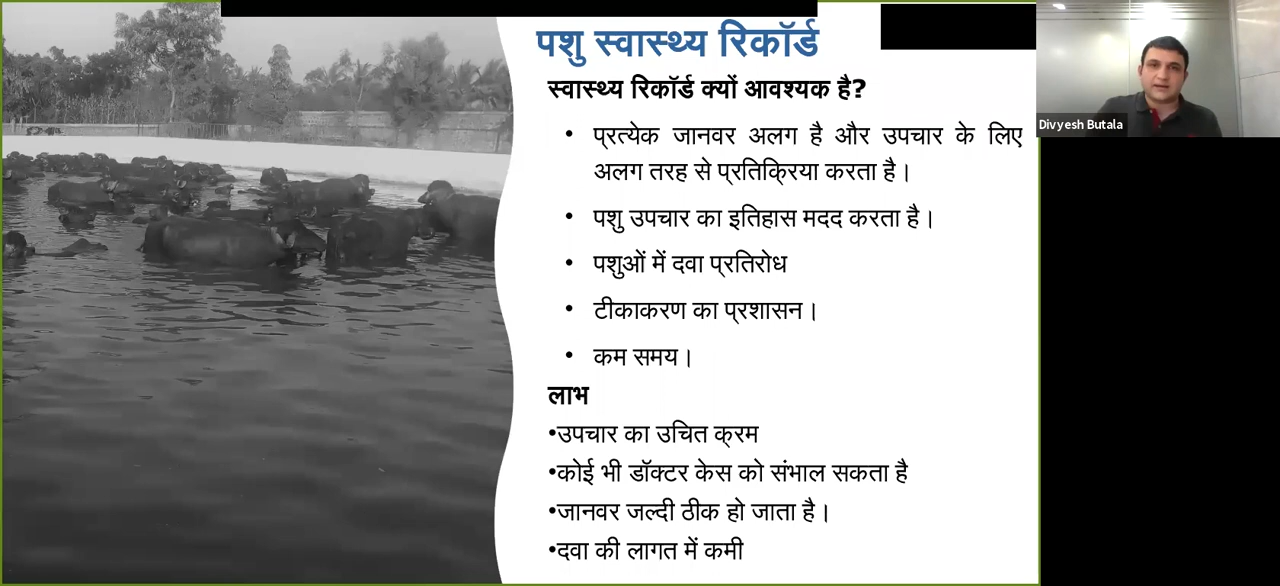 पशु स्वास्थ्य रिकॉर्ड
स्वास्थ्य रिकॉर्ड क्यों आवश्यक है?
• प्रत्येक जानवर अलग है और उपचार के लिए
अलग तरह से प्रतिक्रिया करता है।
• पशु उपचार का इतिहास मदद करता है।
• पशुओं में दवा प्रतिरोध
• टीकाकरण का प्रशासन।
• कम समय।
लाभ
•उपचार का उचित क्रम
•कोई भी डॉक्टर केस को संभाल सकता है
•जानवर जल्दी ठीक हो जाता है।
•दवा की लागत में कमी
Divyesh Butala